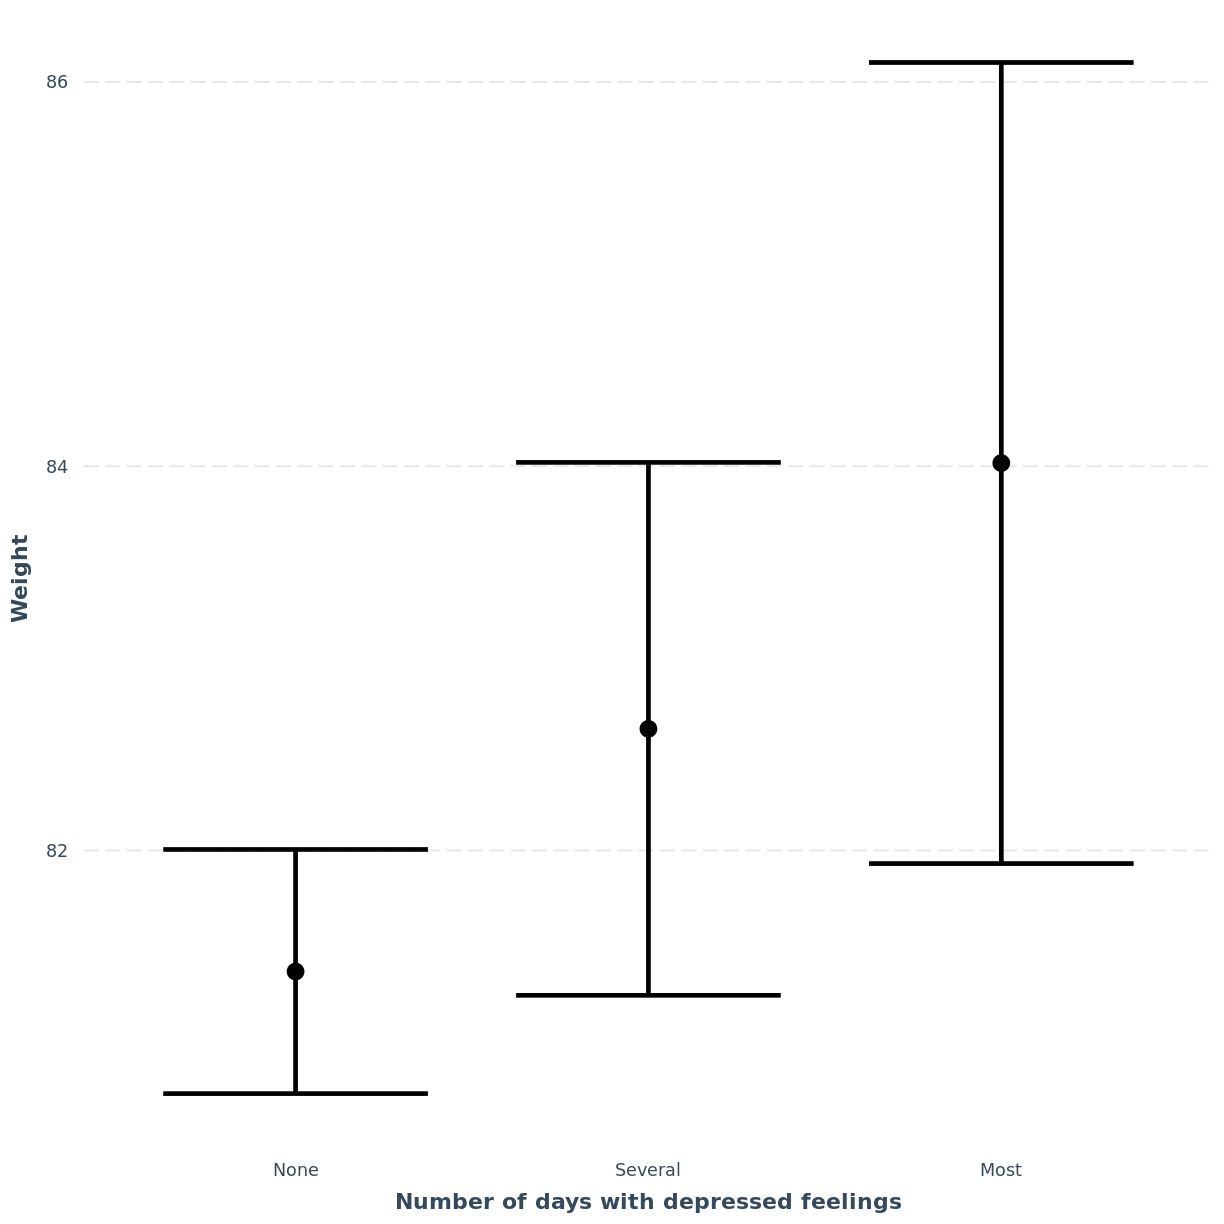 86
84
82
Weight
None
Several
Most
Number of days with depressed feelings